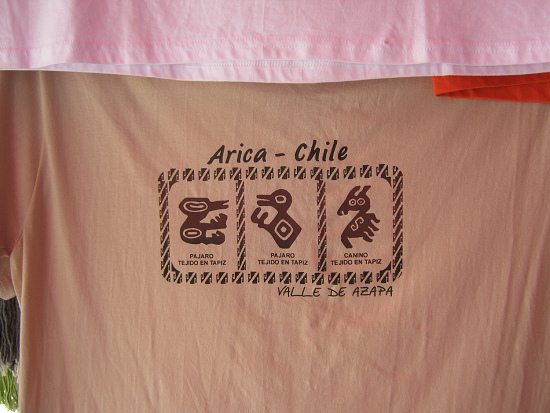 Arica - Chile
PAJARO
TEJIDO EN TAPIZ
PAJARO
TEJIDO EN TAPIZ
CANINO
TEJIDO EN TAPIZ
VALLE DE AZAPA